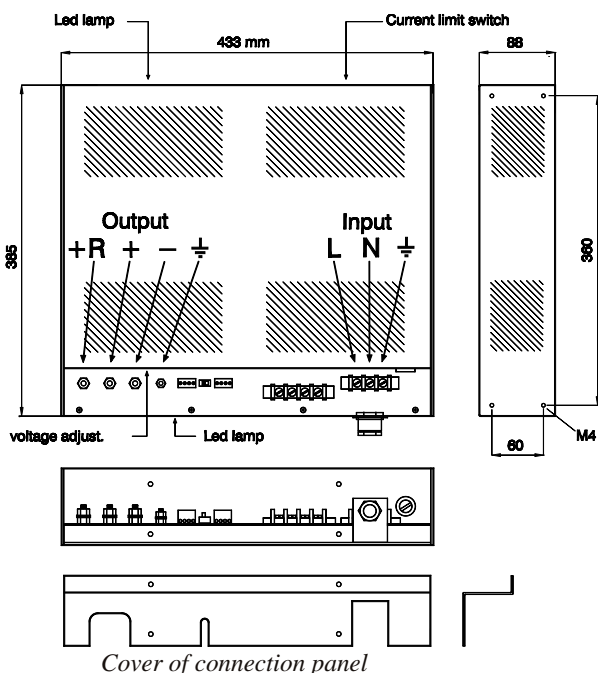 Led lamp
Current limit switch
433 mm
88
385
360
Output
Input
+R + − ⏚
L N ⏚
voltage adjust.
Led lamp
60
M4
Cover of connection panel